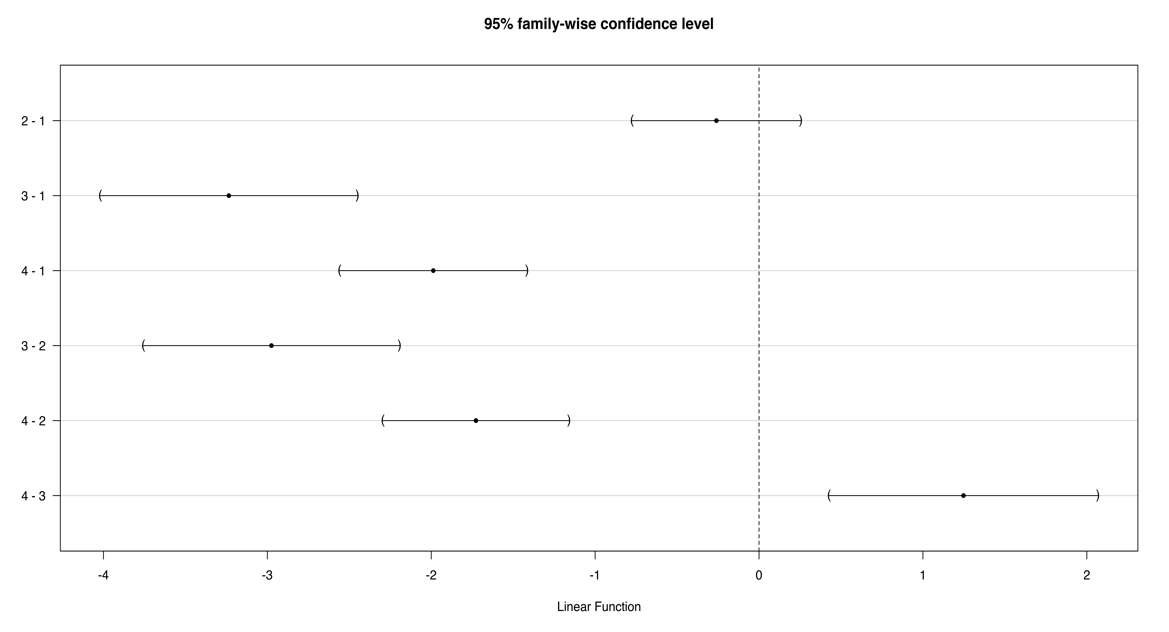 95% family-wise confidence level
2 - 1
3 - 1
4 - 1
3 - 2
4 - 2
4 - 3
-4 -3 -2 -1 0 1 2
Linear Function